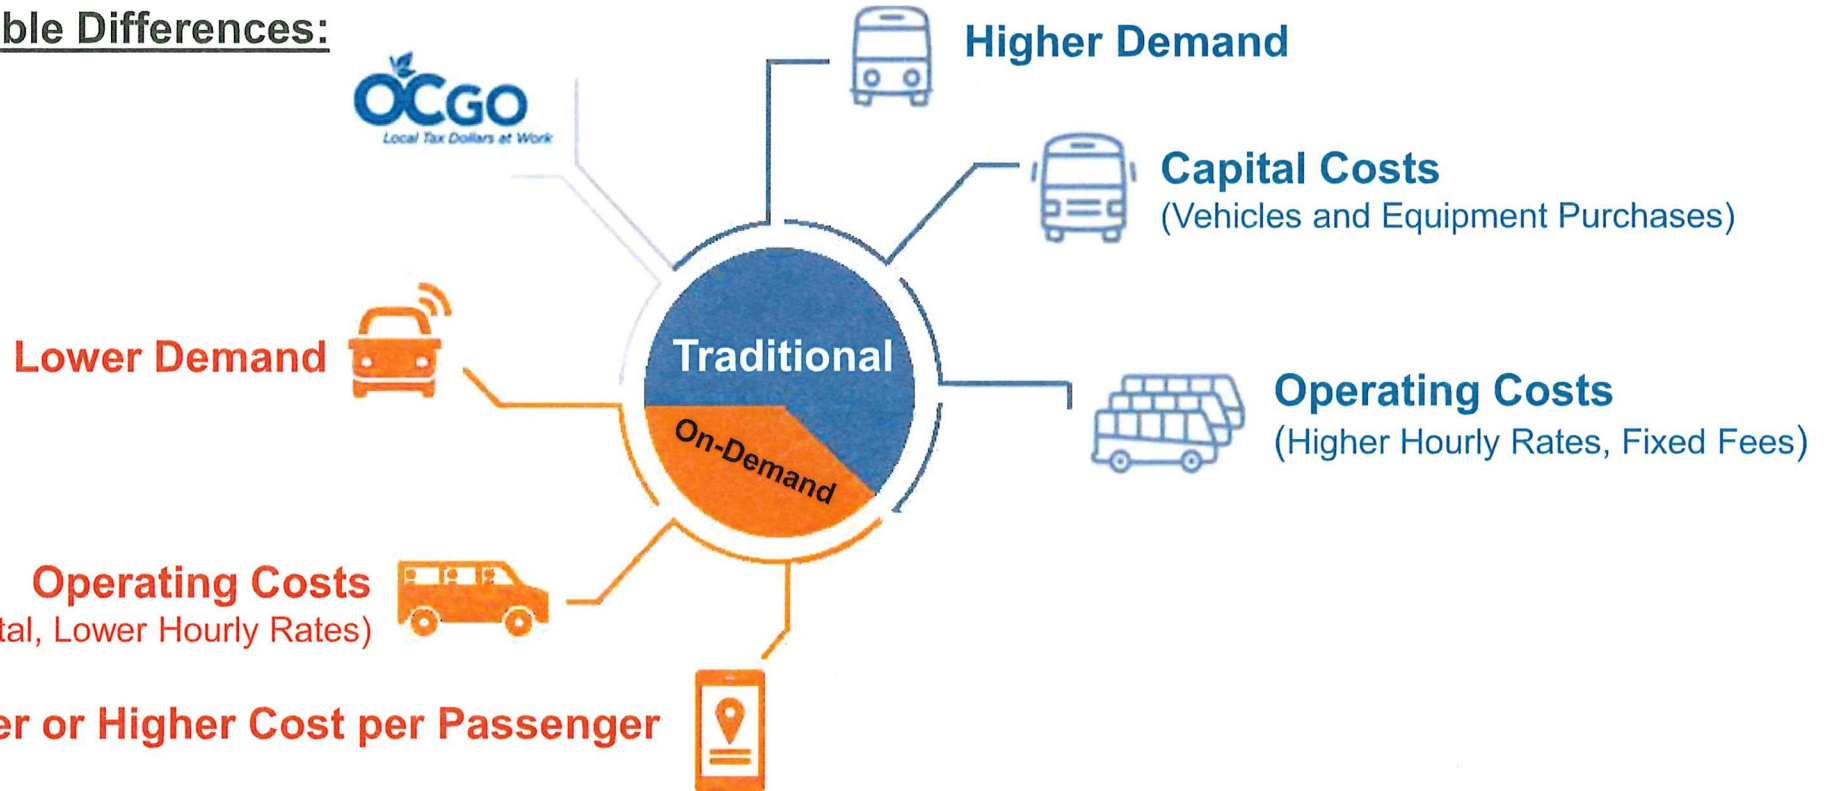 ble Differences:
OCGO
Local Tax Dollars at Work
Higher Demand
Capital Costs
(Vehicles and Equipment Purchases)
Traditional
On-Demand
Lower Demand
Operating Costs
(Higher Hourly Rates, Fixed Fees)
Operating Costs
tal, Lower Hourly Rates)
er or Higher Cost per Passenger